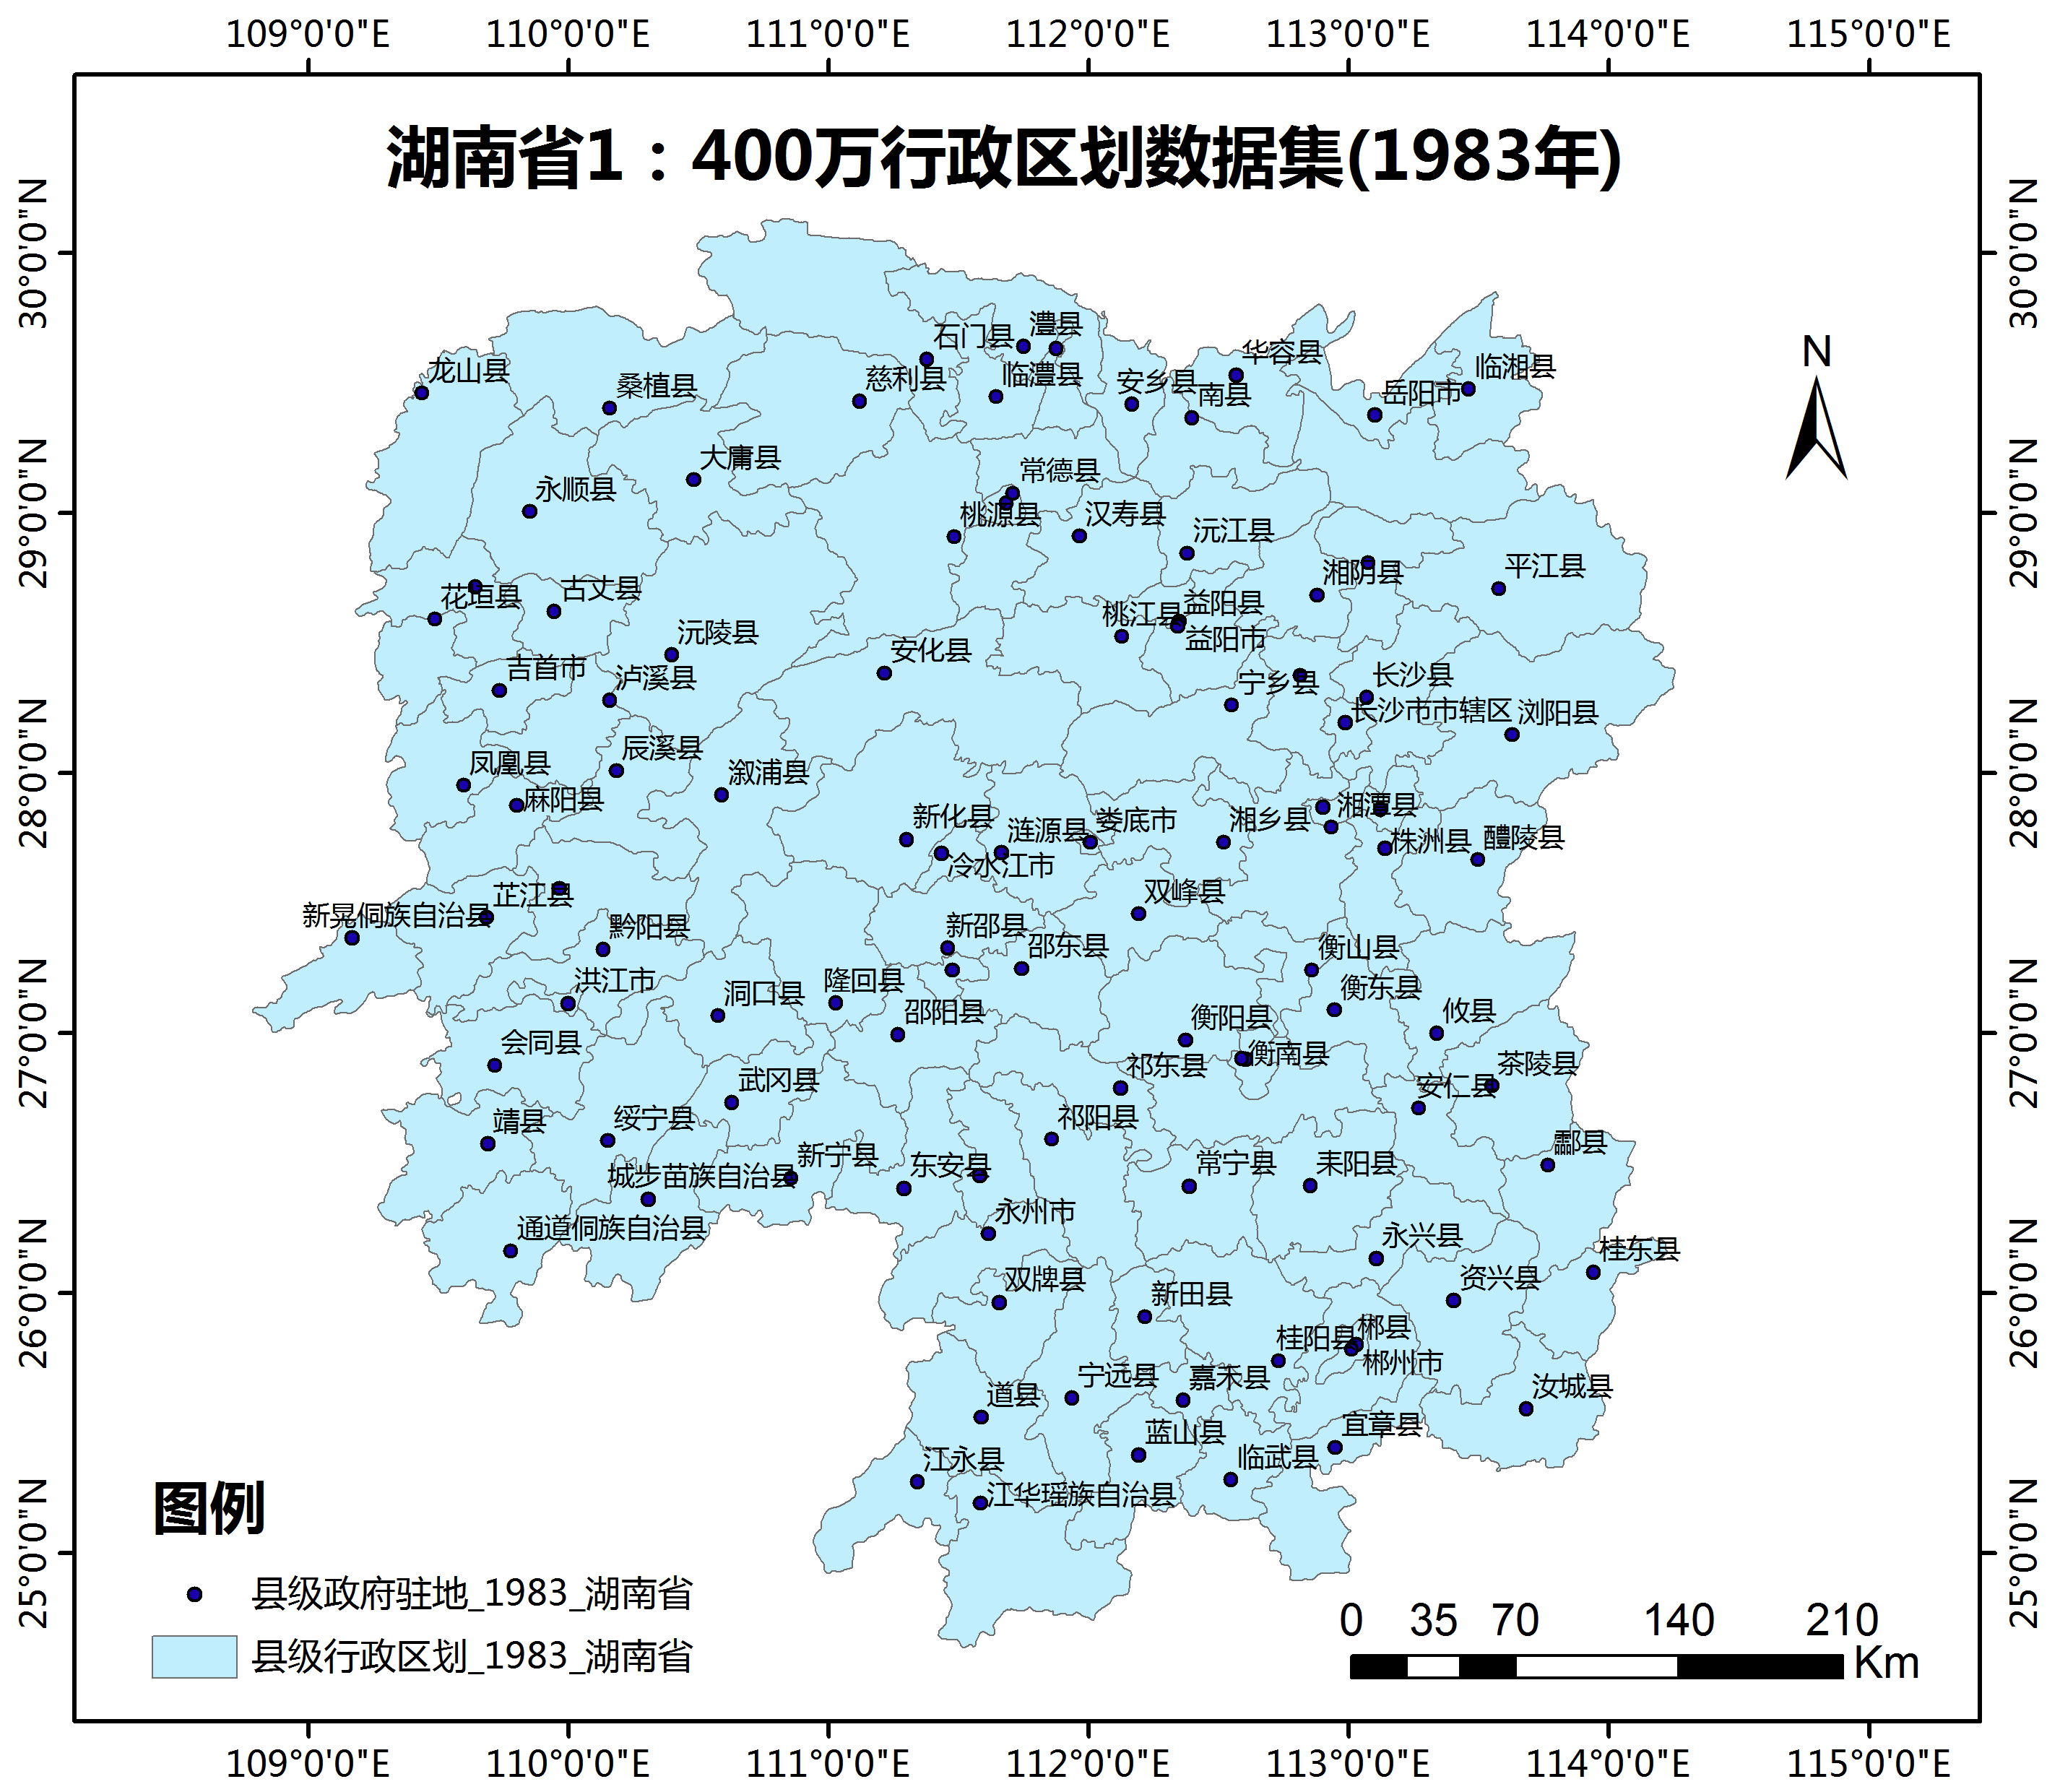 109°0'0"E 110°0'0"E 111°0'0"E 112°0'0"E 113°0'0"E 114°0'0"E 115°0'0"E
湖南省1：400万行政区划数据集(1983年)
30°0'0"N
29°0'0"N
28°0'0"N
27°0'0"N
26°0'0"N
25°0'0"N
30°0'0"N
29°0'0"N
28°0'0"N
27°0'0"N
26°0'0"N
25°0'0"N
N
石门县
澧县
华容县
龙山县
桑植县
慈利县
临澧县
安乡县
南县
岳阳市
临湘县
大庸县
常德县
永顺县
桃源县
汉寿县
沅江县
花垣县
古丈县
湘阴县
平江县
沅陵县
桃江县
益阳县
益阳市
吉首市
泸溪县
安化县
宁乡县
长沙县
长沙市市辖区
浏阳县
凤凰县
辰溪县
溆浦县
麻阳县
新化县
涟源县
娄底市
湘乡县
湘潭县
冷水江市
株洲县
醴陵县
芷江县
双峰县
新晃侗族自治县
黔阳县
新邵县
邵东县
衡山县
洪江市
洞口县
隆回县
邵阳县
衡东县
会同县
衡阳县
攸县
武冈县
祁东县
衡南县
安仁县
茶陵县
靖县
绥宁县
祁阳县
酃县
城步苗族自治县
新宁县
东安县
常宁县
耒阳县
通道侗族自治县
永州市
永兴县
桂东县
双牌县
新田县
资兴县
桂阳县
郴县
郴州市
道县
宁远县
嘉禾县
汝城县
江永县
蓝山县
临武县
宜章县
江华瑶族自治县
图例
县级政府驻地_1983_湖南省
县级行政区划_1983_湖南省
0 35 70 140 210
Km
109°0'0"E 110°0'0"E 111°0'0"E 112°0'0"E 113°0'0"E 114°0'0"E 115°0'0"E